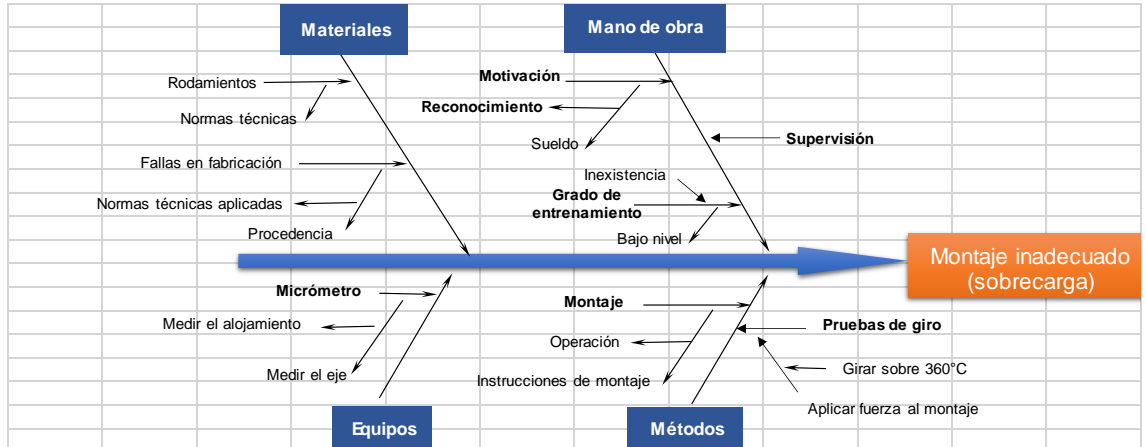 Materiales
Mano de obra
Rodamientos
Normas técnicas
Fallas en fabricación
Normas técnicas aplicadas
Procedencia
Motivación
Reconocimiento
Sueldo
Supervisión
Inexistencia
Grado de
entrenamiento
Bajo nivel
Montaje inadecuado
(sobrecarga)
Micrómetro
Medir el alojamiento
Medir el eje
Equipos
Montaje
Operación
Instrucciones de montaje
Pruebas de giro
Girar sobre 360°C
Aplicar fuerza al montaje
Métodos